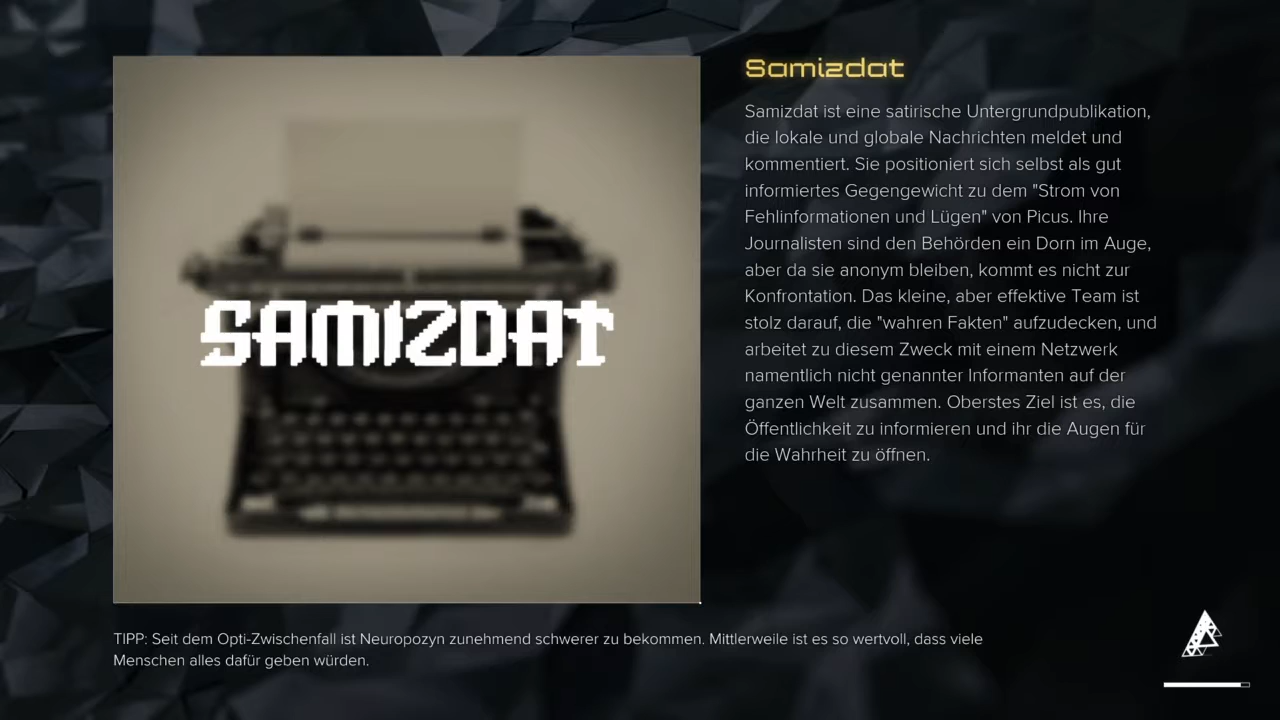 SAMIZDAT
Samizdat
Samizdat ist eine satirische Untergrundpublikation,
die lokale und globale Nachrichten meldet und
kommentiert. Sie positioniert sich selbst als gut
informiertes Gegengewicht zu dem "Strom von
Fehlinformationen und Lügen" von Picus. Ihre
Journalisten sind den Behörden ein Dorn im Auge,
aber da sie anonym bleiben, kommt es nicht zur
Konfrontation. Das kleine, aber effektive Team ist
stolz darauf, die "wahren Fakten" aufzudecken, und
arbeitet zu diesem Zweck mit einem Netzwerk
namentlich nicht genannter Informanten auf der
ganzen Welt zusammen. Oberstes Ziel ist es, die
Öffentlichkeit zu informieren und ihr die Augen für
die Wahrheit zu öffnen.
TIPP: Seit dem Opti-Zwischenfall ist Neuropozyn zunehmend schwerer zu bekommen. Mittlerweile ist es so wertvoll, dass viele
Menschen alles dafür geben würden.